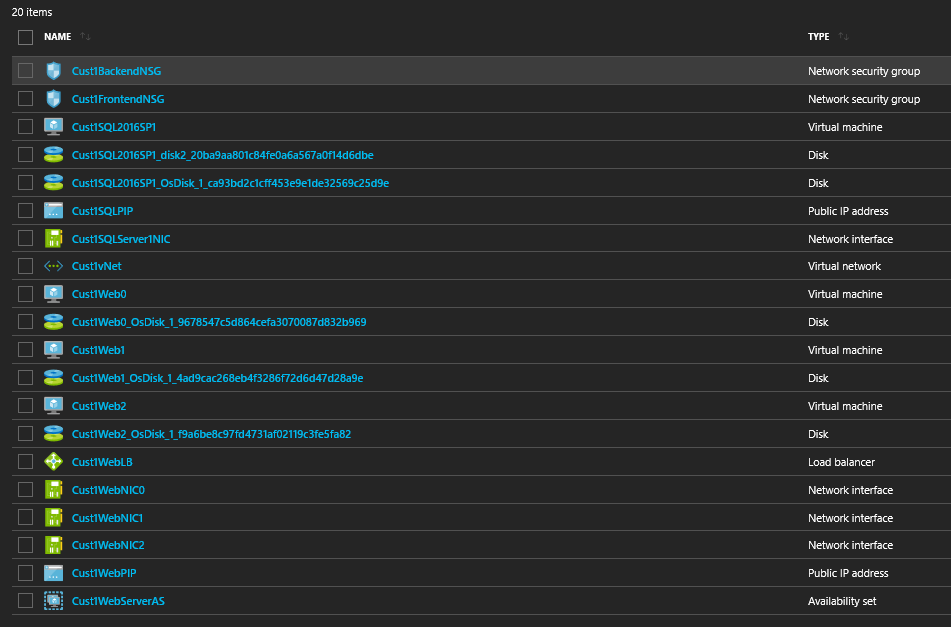 20 items
NAME ↑↓ TYPE ↑↓
Cust1BackendNSG Network security group
Cust1FrontendNSG Network security group
Cust1SQL2016SP1 Virtual machine
Cust1SQL2016SP1_disk2_20ba9aa801c84fe0a6a567a0f14d6dbe Disk
Cust1SQL2016SP1_OsDisk_1_ca93bd2c1cff453e9e1de32569c25d9e Disk
Cust1SQLPIP Public IP address
Cust1SQLServer1NIC Network interface
Cust1vNet Virtual network
Cust1Web0 Virtual machine
Cust1Web0_OsDisk_1_9678547c5d864cefa3070087d832b969 Disk
Cust1Web1 Virtual machine
Cust1Web1_OsDisk_1_4ad9cac268eb4f3286f72d6d47d28a9e Disk
Cust1Web2 Virtual machine
Cust1Web2_OsDisk_1_f9a6be8c97fd4731af02119c3fe5fa82 Disk
Cust1WebLB Load balancer
Cust1WebNIC0 Network interface
Cust1WebNIC1 Network interface
Cust1WebNIC2 Network interface
Cust1WebPIP Public IP address
Cust1WebServerAS Availability set